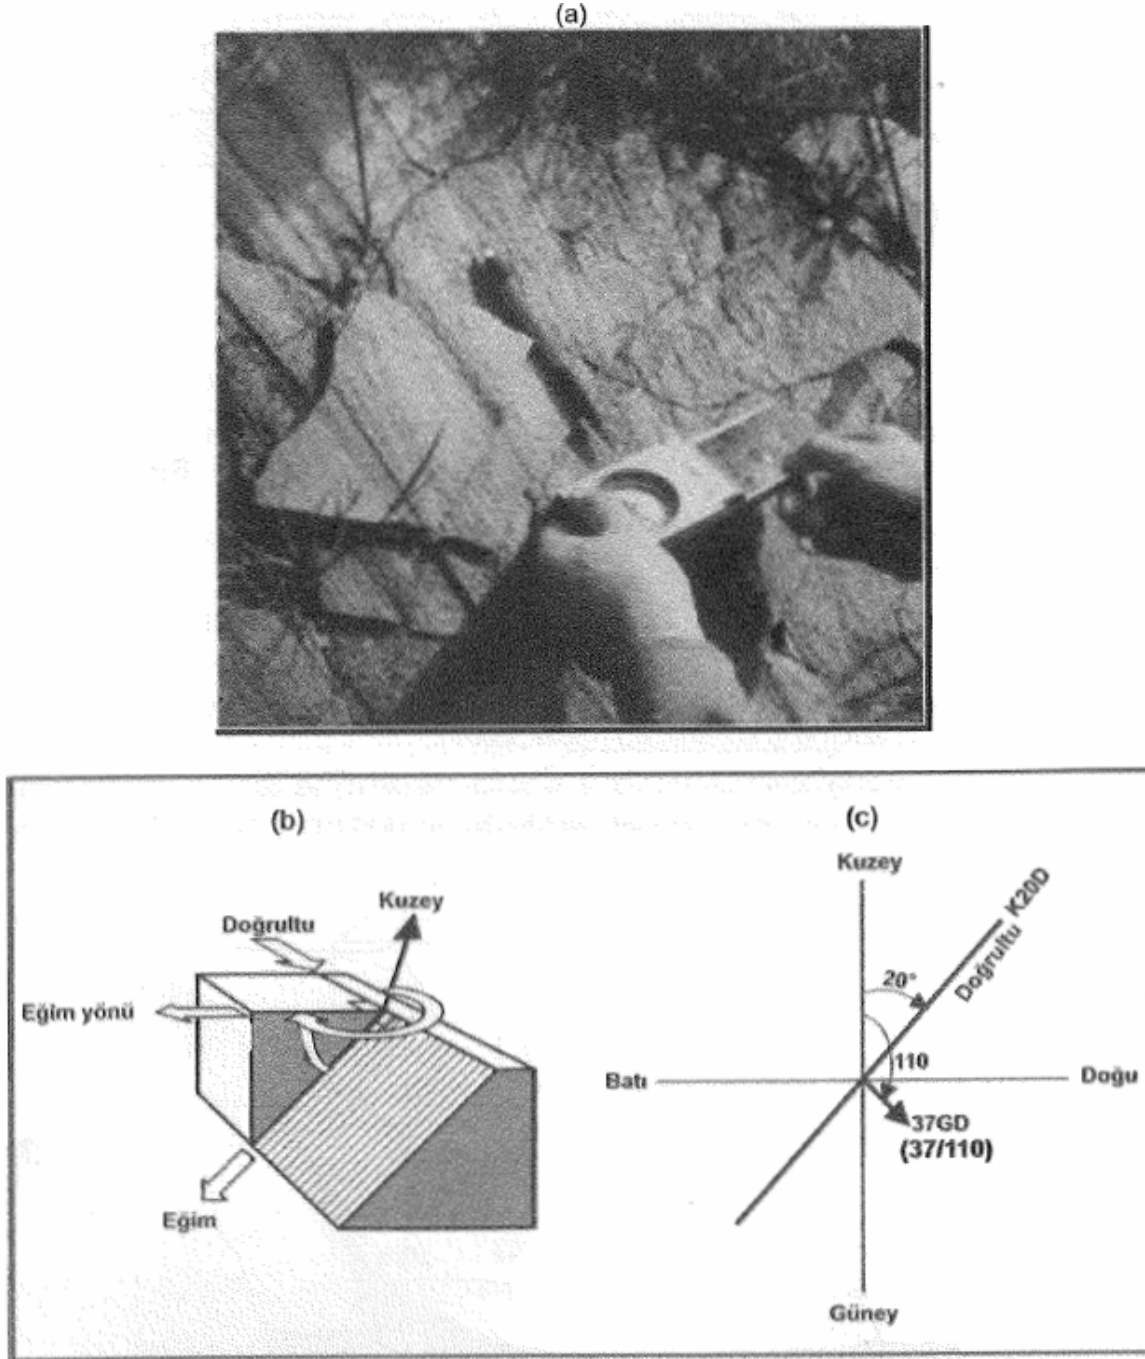 (a)
(b)
Kuzey
Doğrultu
Eğim yönü
Eğim
(c)
Kuzey
K20D
Doğrultu
20°
110
Batı
Doğu
37GD
(37/110)
Güney